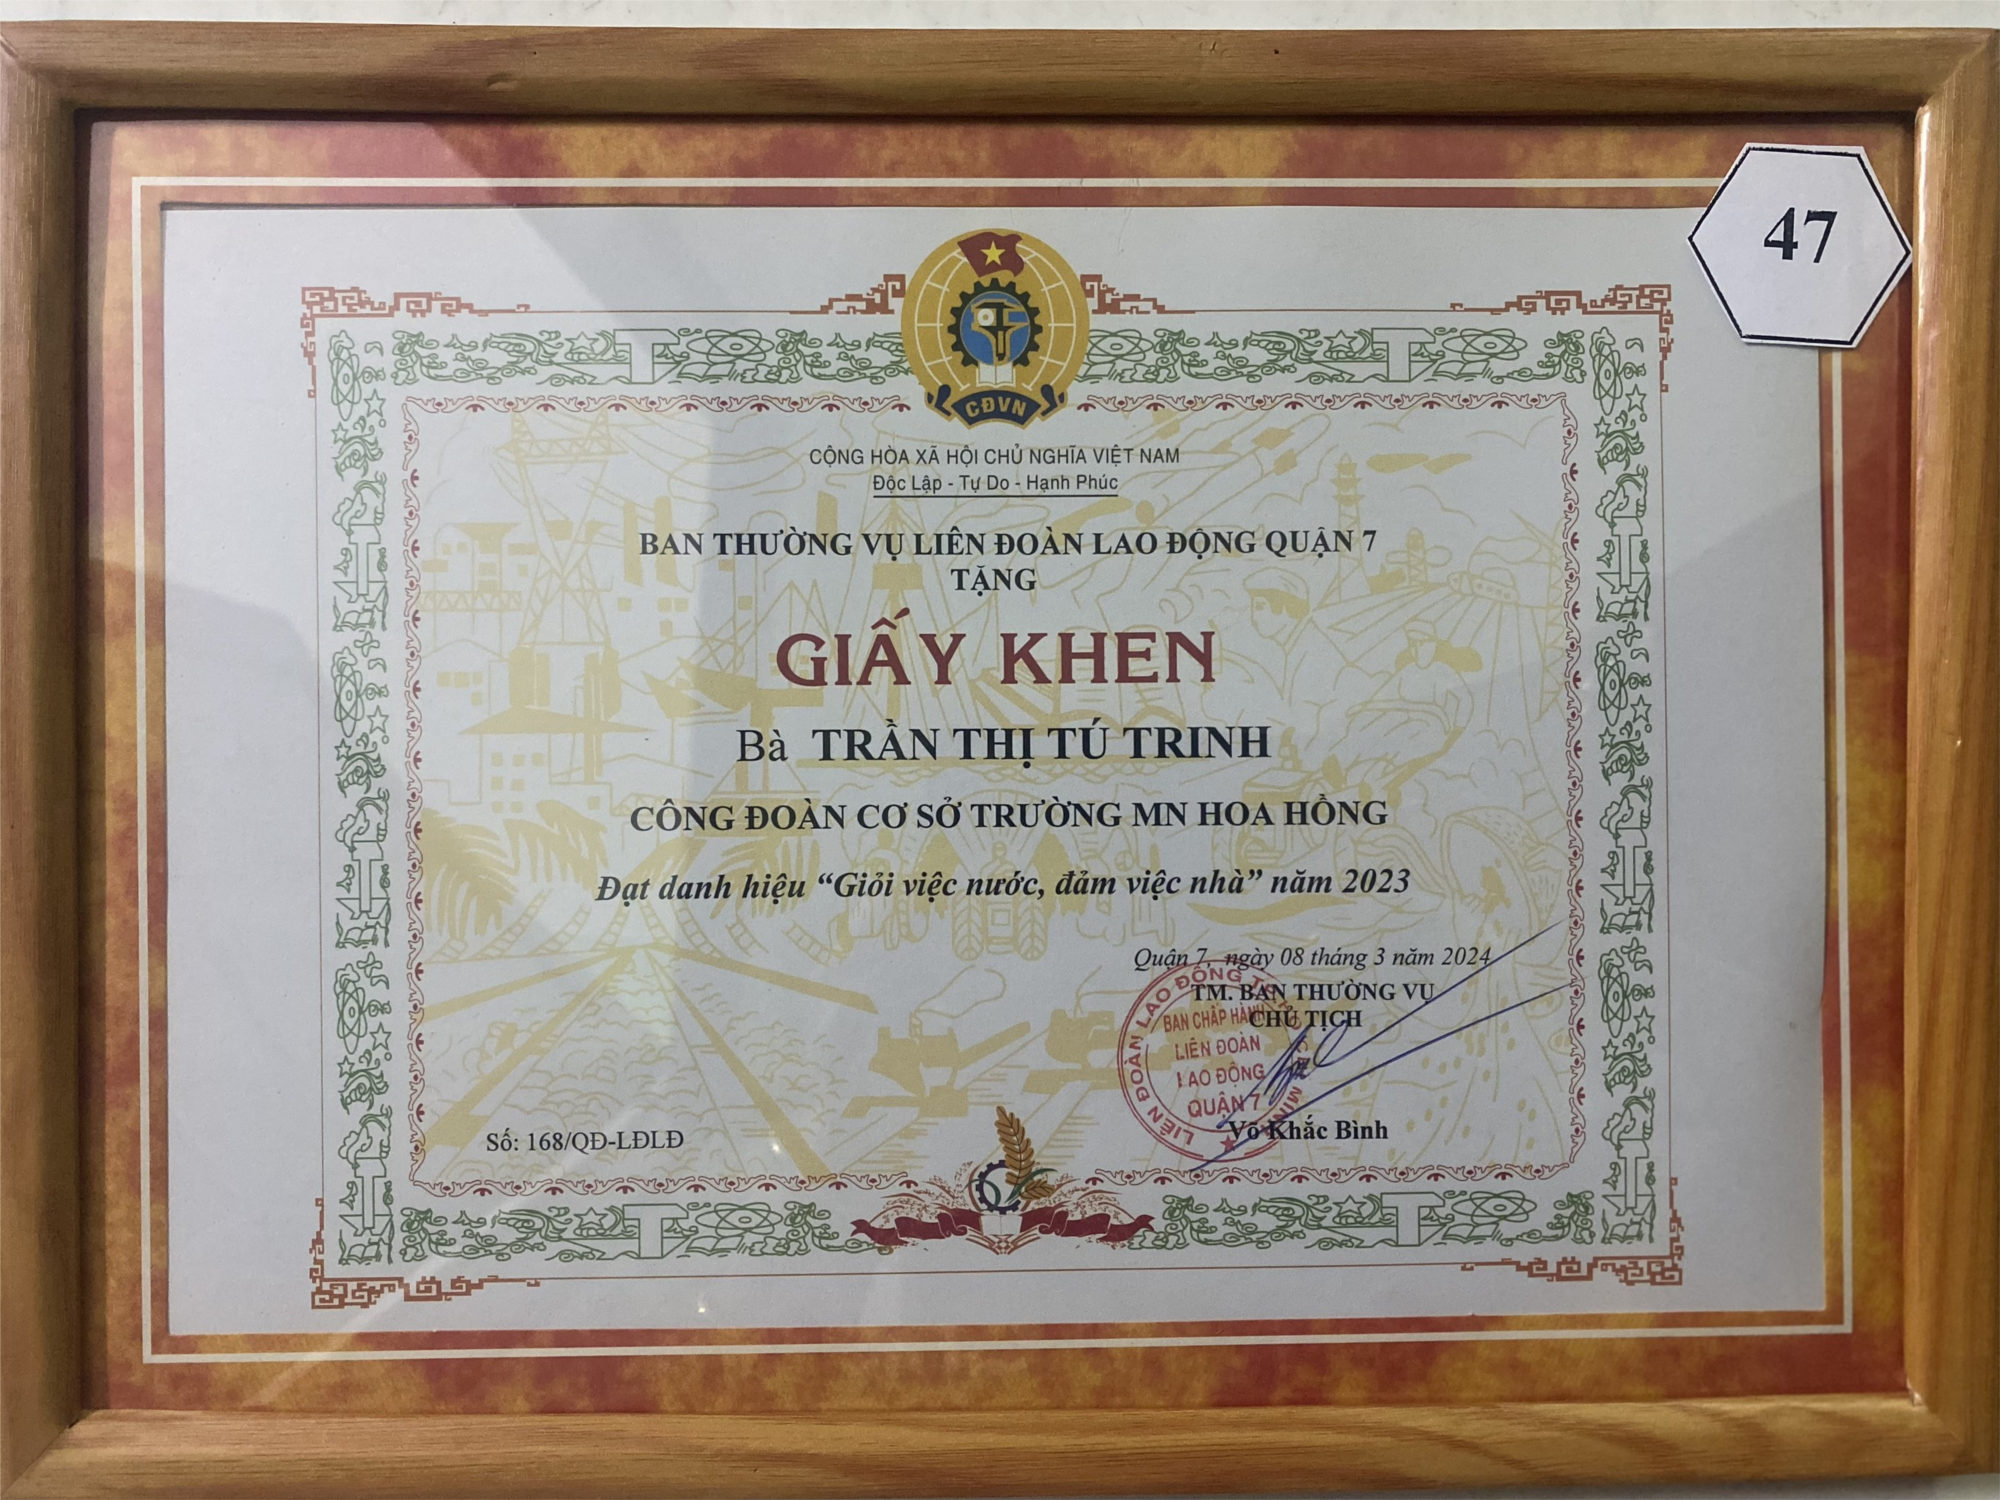 47
CĐVN
CỘNG HÒA XÃ HỘI CHỦ NGHĨA VIỆT NAM
Độc Lập - Tự Do - Hạnh Phúc
BAN THƯỜNG VỤ LIÊN ĐOÀN LAO ĐỘNG QUẬN 7
TẶNG
GIẤY KHEN
Bà TRẦN THỊ TÚ TRINH
CÔNG ĐOÀN CƠ SỞ TRƯỜNG MN HOA HỒNG
Đạt danh hiệu “Giỏi việc nước, đảm việc nhà” năm 2023
Quận 7, ngày 08 tháng 3 năm 2024
TM. BAN THƯỜNG VỤ
CHỦ TỊCH
LIÊN ĐOÀN LAO ĐỘNG
BAN CHẤP HÀNH
LIÊN ĐOÀN
LAO ĐỘNG
QUẬN 7
Võ Khắc Bình
Số: 168/QĐ-LĐLĐ